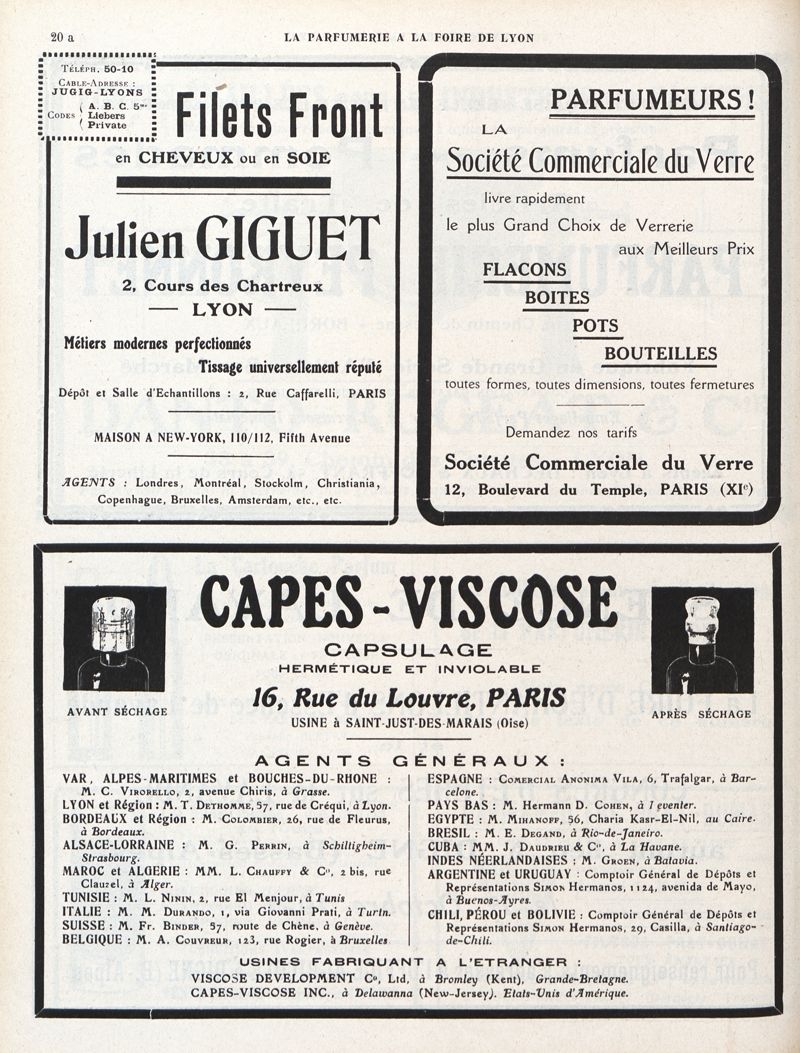 20 a
LA PARFUMERIE A LA FOIRE DE LYON
TÉLÉPH. 50-10
CABLE-ADRESSE :
JUGIG-LYONS
CODES { A. B. C. 5me
Liebers
Private
Filets Front
en CHEVEUX ou en SOIE
Julien GIGUET
2, Cours des Chartreux
— LYON —
Métiers modernes perfectionnés
Tissage universellement réputé
Dépôt et Salle d'Echantillons : 2, Rue Caffarelli, PARIS
MAISON A NEW-YORK, 110/112, Fifth Avenue
AGENTS : Londres, Montréal, Stockolm, Christiania,
Copenhague, Bruxelles, Amsterdam, etc., etc.
PARFUMEURS !
LA
Société Commerciale du Verre
livre rapidement
le plus Grand Choix de Verrerie
aux Meilleurs Prix
FLACONS
BOITES
POTS
BOUTEILLES
toutes formes, toutes dimensions, toutes fermetures
Demandez nos tarifs
Société Commerciale du Verre
12, Boulevard du Temple, PARIS (XIe)
CAPES-VISCOSE
CAPSULAGE
HERMÉTIQUE ET INVIOLABLE
16, Rue du Louvre, PARIS
USINE à SAINT-JUST-DES-MARAIS (Oise)
AVANT SÉCHAGE
APRÈS SÉCHAGE
AGENTS GÉNÉRAUX :
VAR, ALPES-MARITIMES et BOUCHES-DU-RHONE :
M. C. VIRORELLO, 2, avenue Chiris, à Grasse.
LYON et Région : M. T. DETHOMME, 57, rue de Créqui, à Lyon.
BORDEAUX et Région : M. COLOMBIER, 26, rue de Fleurus,
à Bordeaux.
ALSACE-LORRAINE : M. G. PERRIN, à Schiltigheim-
Strasbourg.
MAROC et ALGERIE : MM. L. CHAUFFY & Co, 2 bis, rue
Clauzel, à Alger.
TUNISIE : M. L. NININ, 2, rue El Menjour, à Tunis
ITALIE : M. M. DURANDO, 1, via Giovanni Prati, à Turin.
SUISSE : M. Fr. BINDER, 57, route de Chêne, à Genève.
BELGIQUE : M. A. COUVREUR, 123, rue Rogier, à Bruxelles
ESPAGNE : COMERCIAL ANONIMA VILA, 6, Trafalgar, à Bar-
celone.
PAYS BAS : M. Hermann D. COHEN, à
EGYPTE : M. MIHANOFF, 56, Charia Kasr-El-Nil, au Caire.
BRESIL : M. E. DEGAND, à Rio-de-Janeiro.
CUBA : MM. J. DAUDRIEU & Co, à La Havane.
INDES NÉERLANDAISES : M. GROEN, à Batavia.
ARGENTINE et URUGUAY : Comptoir Général de Dépôts et
Représentations SIMON Hermanos, 1124, avenida de Mayo,
à Buenos-Ayres.
CHILI, PÉROU et BOLIVIE : Comptoir Général de Dépôts et
Représentations SIMON Hermanos, 29, Casilla, à Santiago-
de-Chili.
USINES FABRIQUANT A L'ETRANGER :
VISCOSE DEVELOPMENT Co, Ltd, à Bromley (Kent), Grande-Bretagne.
CAPES-VISCOSE INC., à Delawanna (New-Jersey). Etats-Unis d'Amérique.